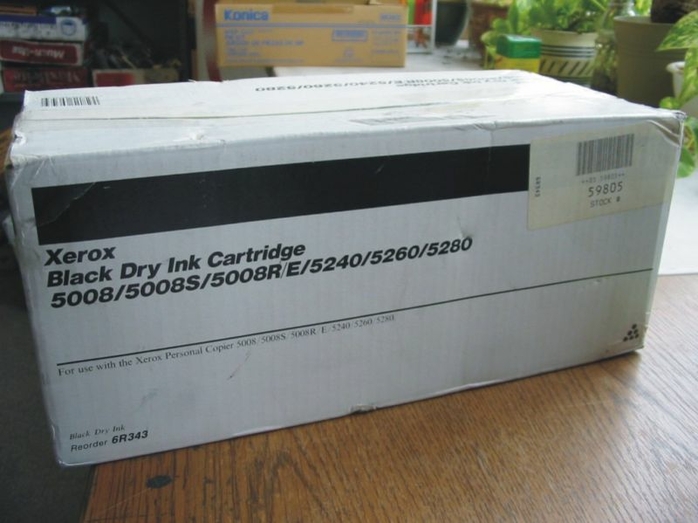 Konica
59805
STOCK #
Xerox
Black Dry Ink Cartridge
5008/5008S/5008R/E/5240/5260/5280
For use with the Xerox Personal Copier 5008/5008S/5008R/E/5240/5260/5280.
Black Dry Ink
Reorder 6R343